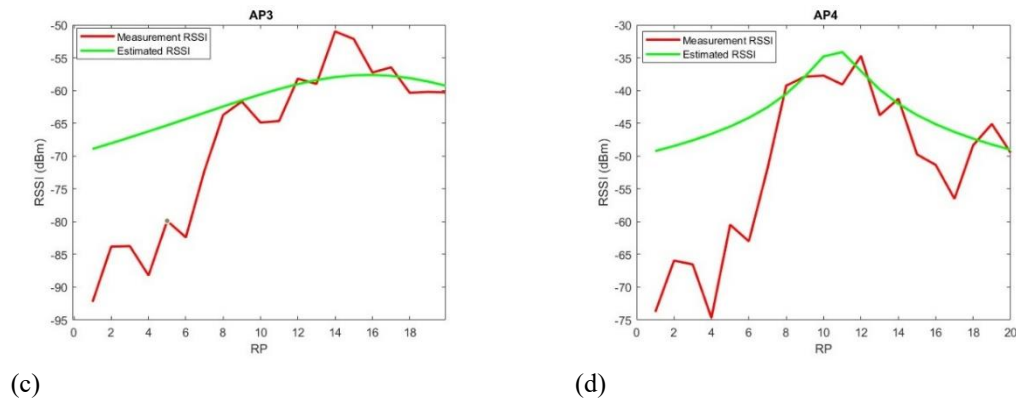 AP3
Measurement RSSI
Estimated RSSI
RSSI (dBm)
-50
-55
-60
-65
-70
-75
-80
-85
-90
-95
0 2 4 6 8 10 12 14 16 18
RP
(c)
AP4
Measurement RSSI
Estimated RSSI
RSSI (dBm)
-30
-35
-40
-45
-50
-55
-60
-65
-70
-75
0 2 4 6 8 10 12 14 16 18 20
RP
(d)